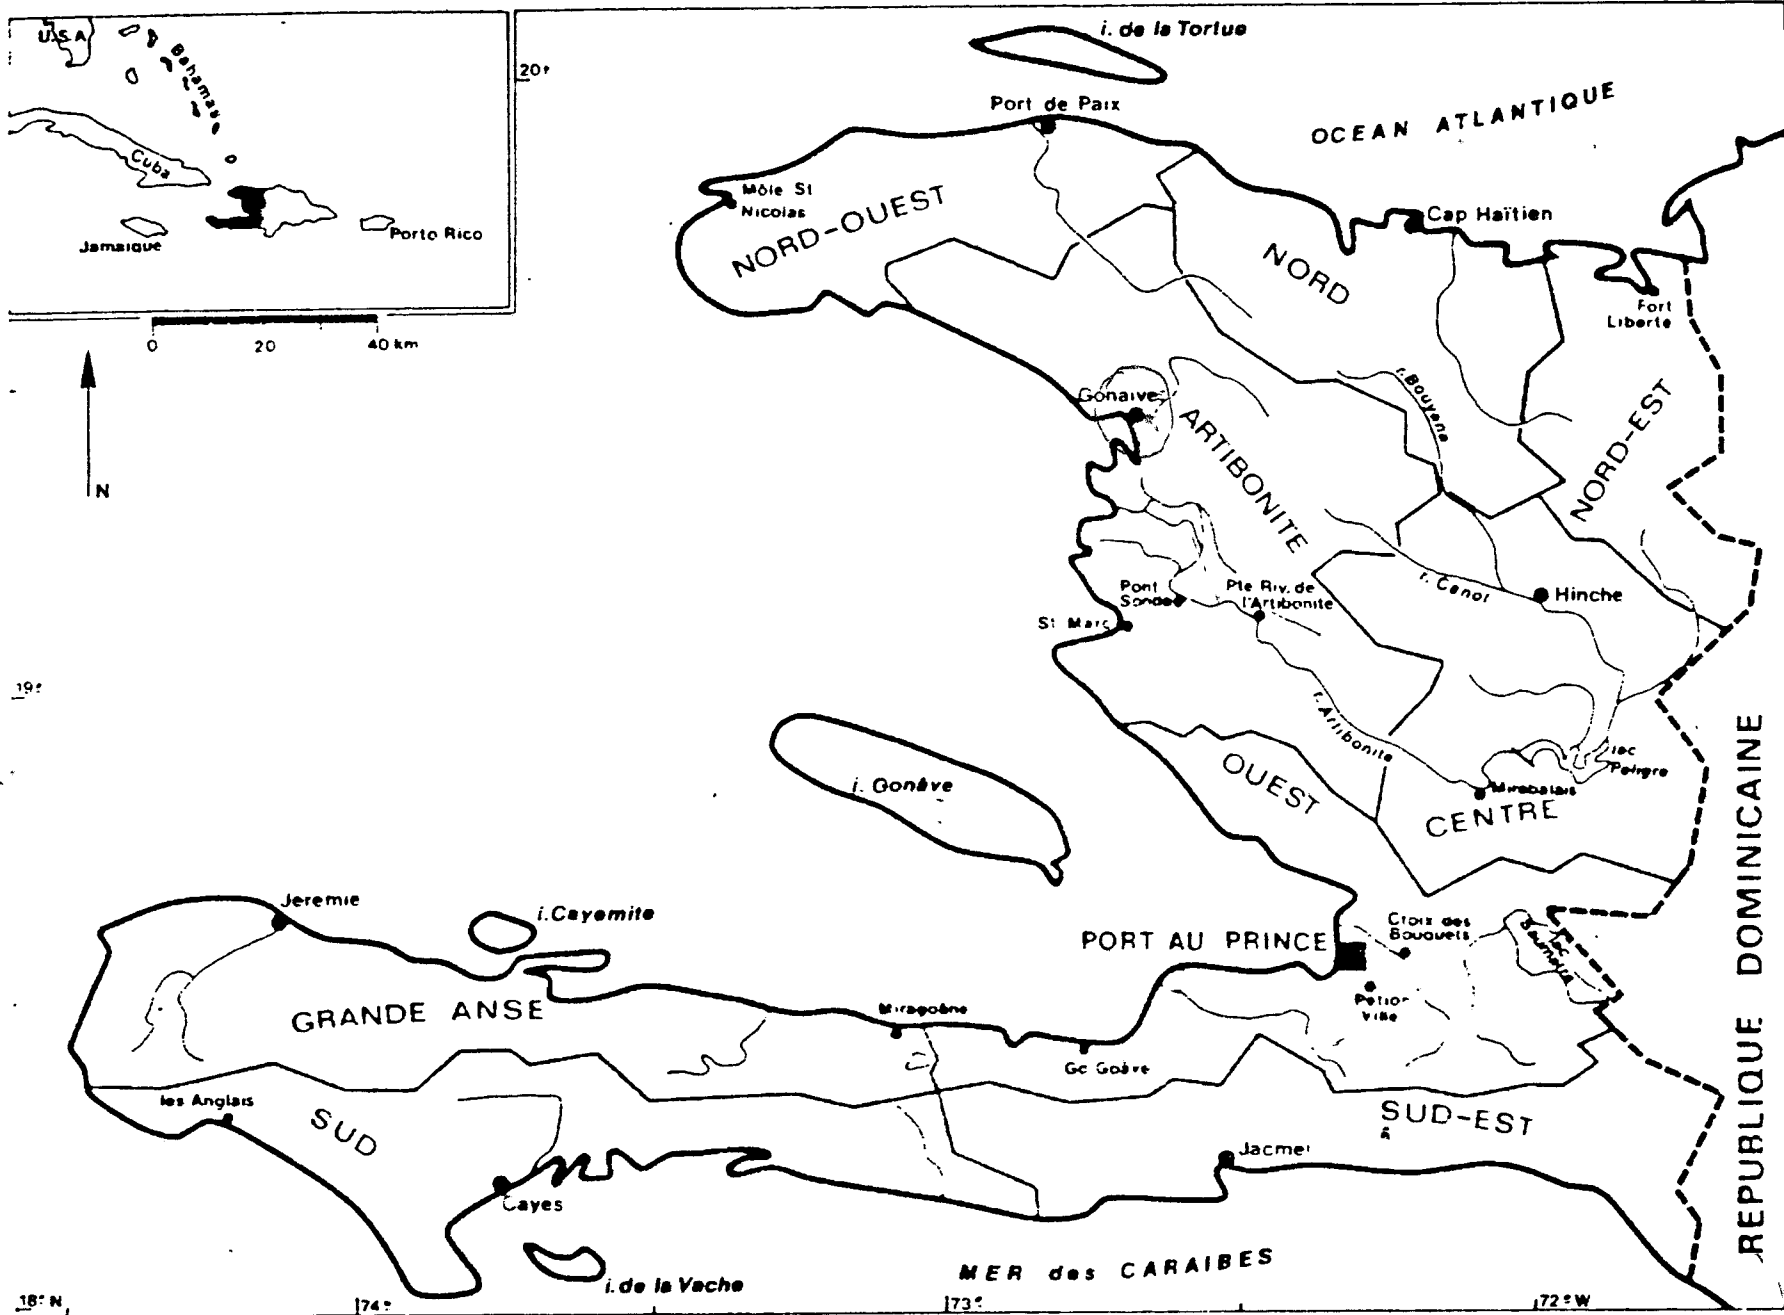 U.S.A
Bahamas
Cuba
Jamaique
Porto Rico
0 20 40 km
N
20°
19°
18° N
74°
73°
72° W
i. de la Tortue
Port de Paix
OCEAN ATLANTIQUE
Môle St
Nicolas
NORD-OUEST
Cap Haïtien
NORD
Fort
Liberté
Gonaives
ARTIBONITE
r. Bouyaha
NORD-EST
Pont
Sondé
Pte Riv. de
l'Artibonite
r. Canot
Hinche
St Marc
r. Artibonite
i. Gonâve
OUEST
lac
Peligre
Mirebalais
CENTRE
REPUBLIQUE DOMINICAINE
Jeremie
i. Cayemite
PORT AU PRINCE
Croix des
Bouquets
lac
Saumatre
Petion
Ville
GRANDE ANSE
Miragoâne
Gd Goâve
les Anglais
SUD
SUD-EST
Jacmel
Cayes
i. de la Vache
MER des CARAIBES